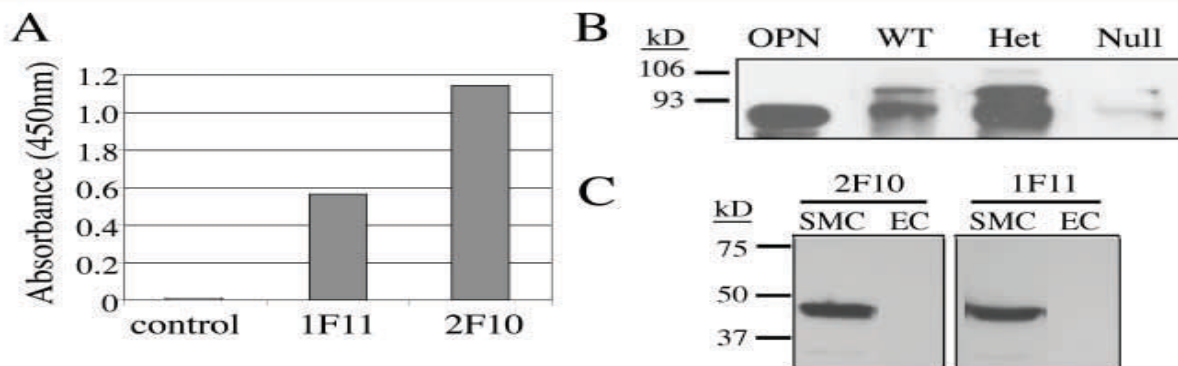 A
Absorbance (450nm)
1.2
1.0
1.8
0.6
0.4
0.2
0
control 1F11 2F10
B
kD OPN WT Het Null
106
93
C
2F10 1F11
kD SMC EC SMC EC
75
50
37